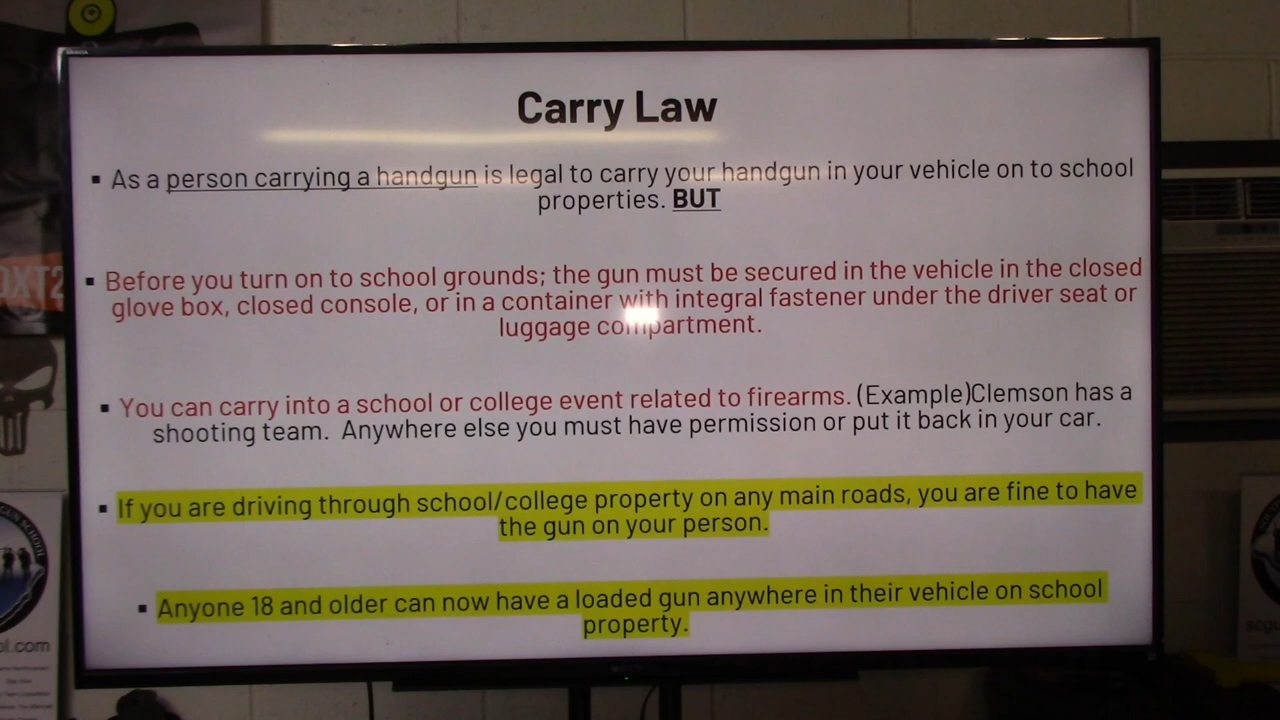 Carry Law
▪ As a person carrying a handgun is legal to carry your handgun in your vehicle on to school
properties. BUT
▪ Before you turn on to school grounds; the gun must be secured in the vehicle in the closed
glove box, closed console, or in a container with integral fastener under the driver seat or
luggage compartment.
▪ You can carry into a school or college event related to firearms. (Example)Clemson has a
shooting team. Anywhere else you must have permission or put it back in your car.
▪ If you are driving through school/college property on any main roads, you are fine to have
the gun on your person.
▪ Anyone 18 and older can now have a loaded gun anywhere in their vehicle on school
property.
OXT2
SCHOOL
ol.com